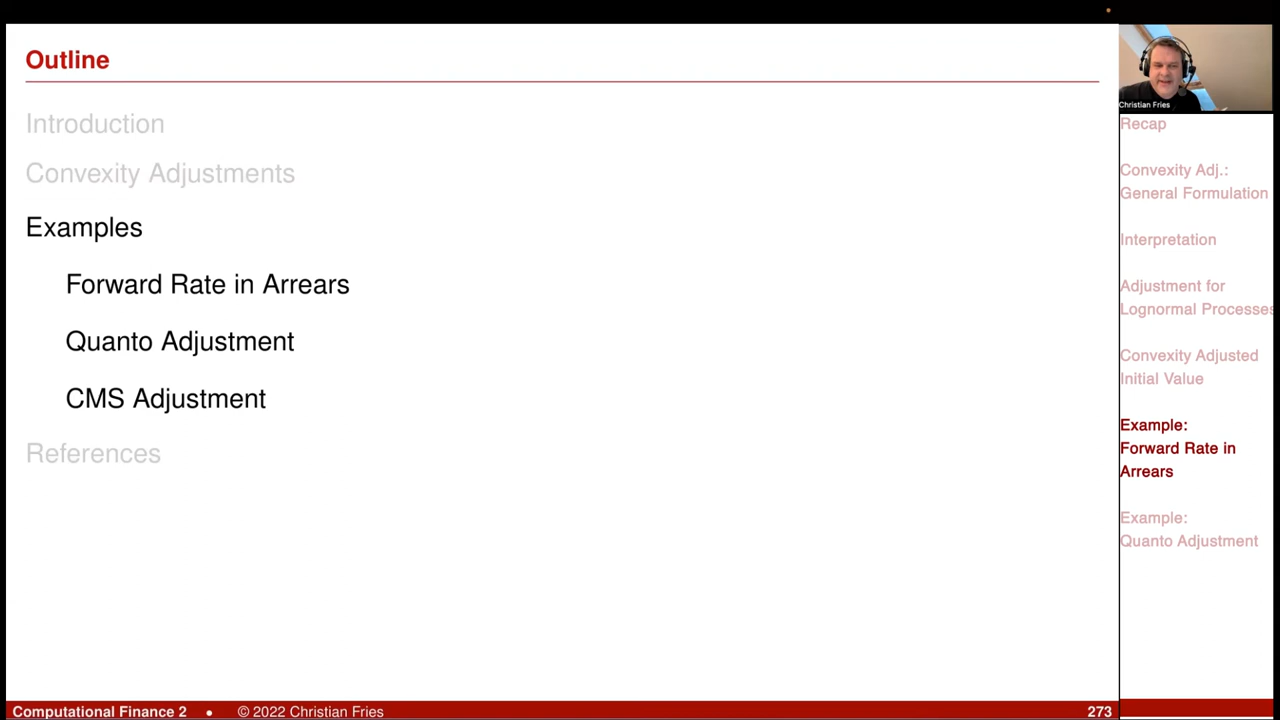 Outline
Introduction
Convexity Adjustments
Examples
Forward Rate in Arrears
Quanto Adjustment
CMS Adjustment
References
Christian Fries
Recap
Convexity Adj.:
General Formulation
Interpretation
Adjustment for
Lognormal Processes
Convexity Adjusted
Initial Value
Example:
Forward Rate in
Arrears
Example:
Quanto Adjustment
Computational Finance 2 • © 2022 Christian Fries 273